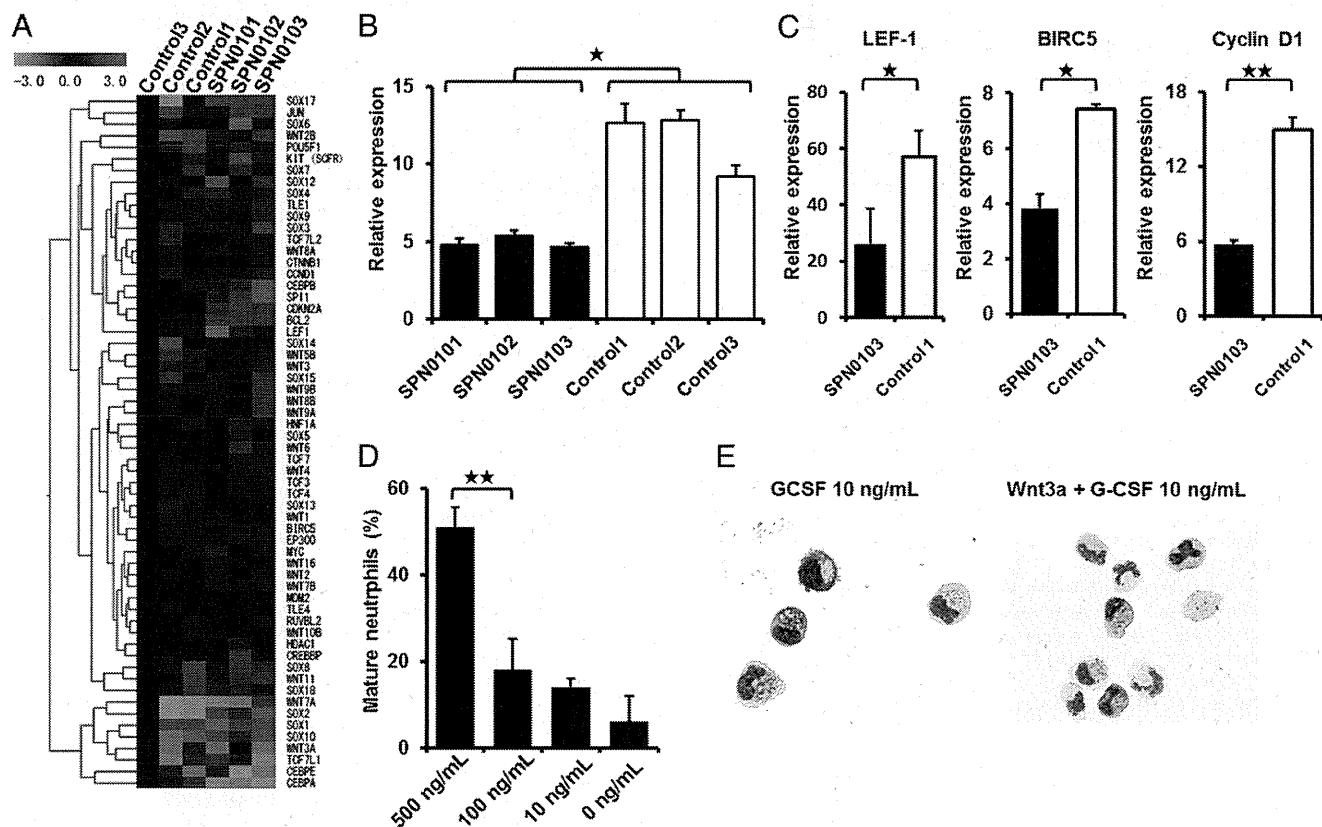 A
Control3
Control2
Control1
SPN0101
SPN0102
SPN0103
-3.0 0.0 3.0
SOX17
JUN
SOX6
WNT2B
POU5F1
KIT (SCFR)
SOX7
SOX12
SOX4
TLE1
SOX9
SOX3
TCF7L2
WNT8A
CTNNB1
CCND1
CEBPB
SPI1
CDKN2A
BCL2
LEF1
SOX14
WNT5B
WNT3
SOX15
WNT9B
WNT8B
WNT9A
HNF1A
SOX5
WNT6
TCF7
WNT4
TCF3
TCF4
SOX13
WNT1
BIRC5
EP300
MYC
WNT16
WNT2
WNT7B
MDM2
TLE4
RUVBL2
WNT10B
HDAC1
CREBBP
SOX8
WNT11
SOX18
WNT7A
SOX2
SOX1
SOX10
WNT3A
TCF7L1
CEBPE
CEBPA
B
Relative expression
15
10
5
0
SPN0101
SPN0102
SPN0103
Control1
Control2
Control3
C
LEF-1
Relative expression
80
60
40
20
0
SPN0103
Control1
BIRC5
Relative expression
8
6
4
2
0
SPN0103
Control1
Cyclin D1
Relative expression
18
12
6
0
SPN0103
Control1
D
Mature neutrphils (%)
60
40
20
0
500 ng/mL
100 ng/mL
10 ng/mL
0 ng/mL
E
GCSF 10 ng/mL
Wnt3a + G-CSF 10 ng/mL